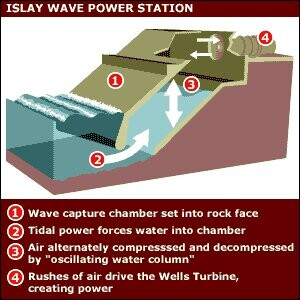 ISLAY WAVE POWER STATION
1
2
3
4
1 Wave capture chamber set into rock face
2 Tidal power forces water into chamber
3 Air alternately compresssed and decompressed
by "oscillating water column"
4 Rushes of air drive the Wells Turbine,
creating power